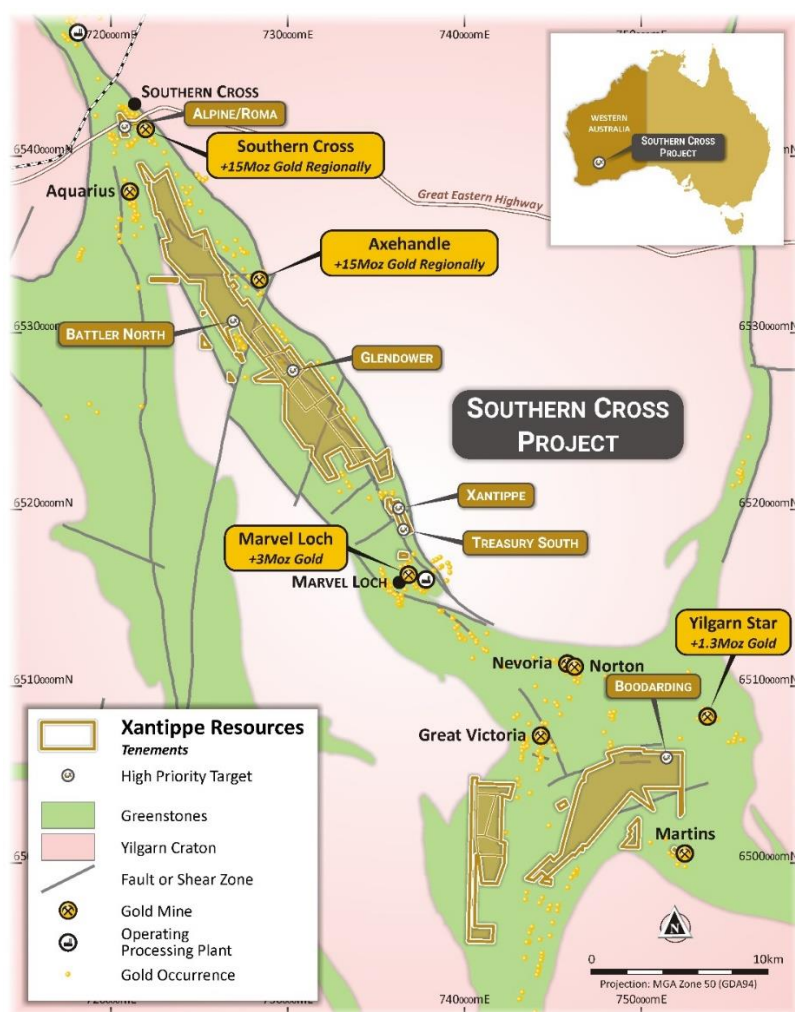 720000mE
730000mE
740000mE
750000mE
SOUTHERN CROSS
ALPINE/ROMA
6540000mN
Southern Cross
+15Moz Gold Regionally
Aquarius
Great Eastern Highway
WESTERN
AUSTRALIA
SOUTHERN CROSS
PROJECT
Axehandle
+15Moz Gold Regionally
6530000mN
6530000mN
BATTLER NORTH
GLENDOWER
SOUTHERN CROSS
PROJECT
6520000mN
6520000mN
XANTIPPE
TREASURY SOUTH
Marvel Loch
+3Moz Gold
MARVEL LOCH
Yilgarn Star
+1.3Moz Gold
Nevoria
Norton
6510000mN
6510000mN
BOODARDING
Great Victoria
Martins
6500000mN
Xantippe Resources
Tenements
High Priority Target
Greenstones
Yilgarn Craton
Fault or Shear Zone
Gold Mine
Operating
Processing Plant
Gold Occurrence
N
0
10km
Projection: MGA Zone 50 (GDA94)
720000mE
740000mE
750000mE